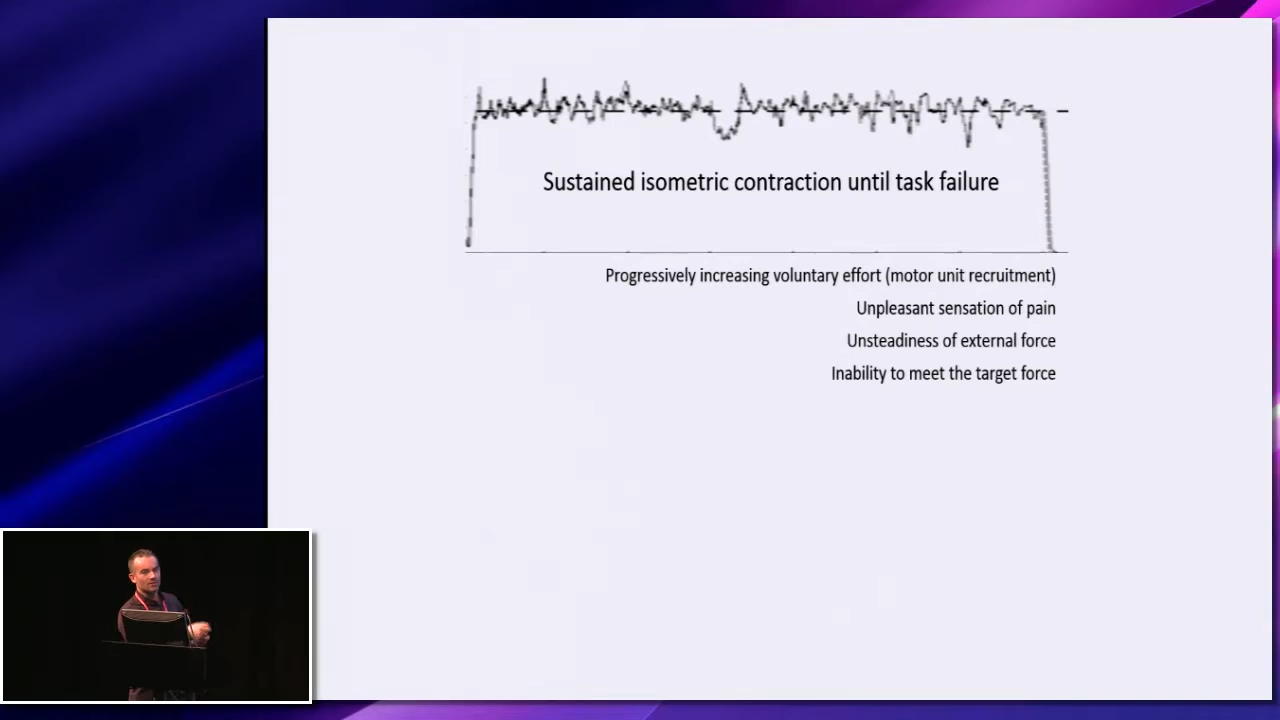 Sustained isometric contraction until task failure
Progressively increasing voluntary effort (motor unit recruitment)
Unpleasant sensation of pain
Unsteadiness of external force
Inability to meet the target force